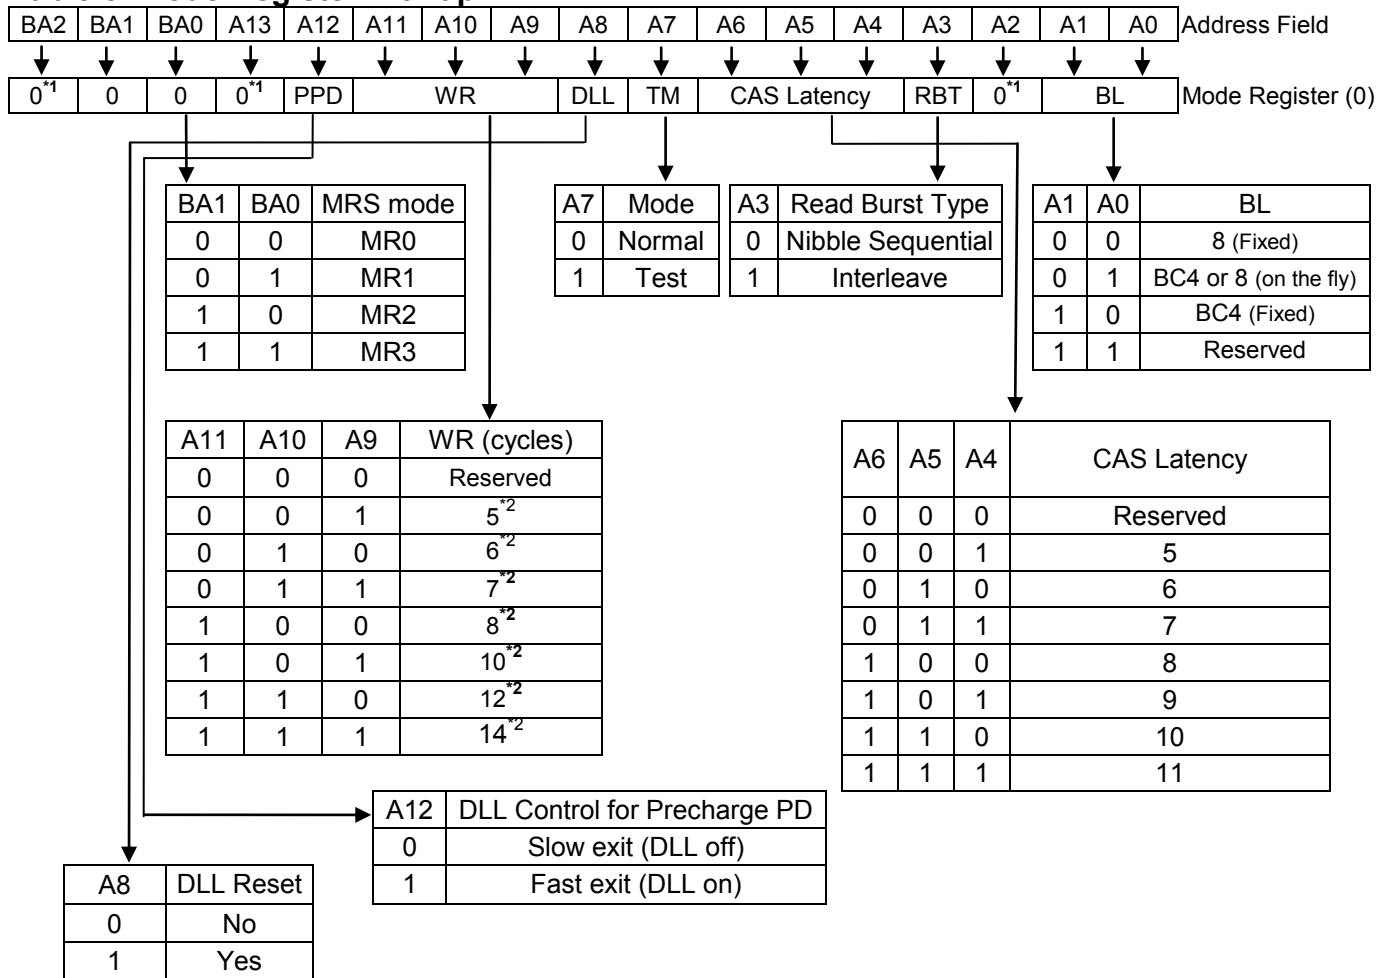 BA2 BA1 BA0 A13 A12 A11 A10 A9 A8 A7 A6 A5 A4 A3 A2 A1 A0 Address Field
0*1 0 0 0*1 PPD WR DLL TM CAS Latency RBT 0*1 BL Mode Register (0)
BA1 BA0 MRS mode
0 0 MR0
0 1 MR1
1 0 MR2
1 1 MR3
A7 Mode
0 Normal
1 Test
A3 Read Burst Type
0 Nibble Sequential
1 Interleave
A1 A0 BL
0 0 8 (Fixed)
0 1 BC4 or 8 (on the fly)
1 0 BC4 (Fixed)
1 1 Reserved
A11 A10 A9 WR (cycles)
0 0 0 Reserved
0 0 1 5*2
0 1 0 6*2
0 1 1 7*2
1 0 0 8*2
1 0 1 10*2
1 1 0 12*2
1 1 1 14*2
A6 A5 A4 CAS Latency
0 0 0 Reserved
0 0 1 5
0 1 0 6
0 1 1 7
1 0 0 8
1 0 1 9
1 1 0 10
1 1 1 11
A12 DLL Control for Precharge PD
0 Slow exit (DLL off)
1 Fast exit (DLL on)
A8 DLL Reset
0 No
1 Yes